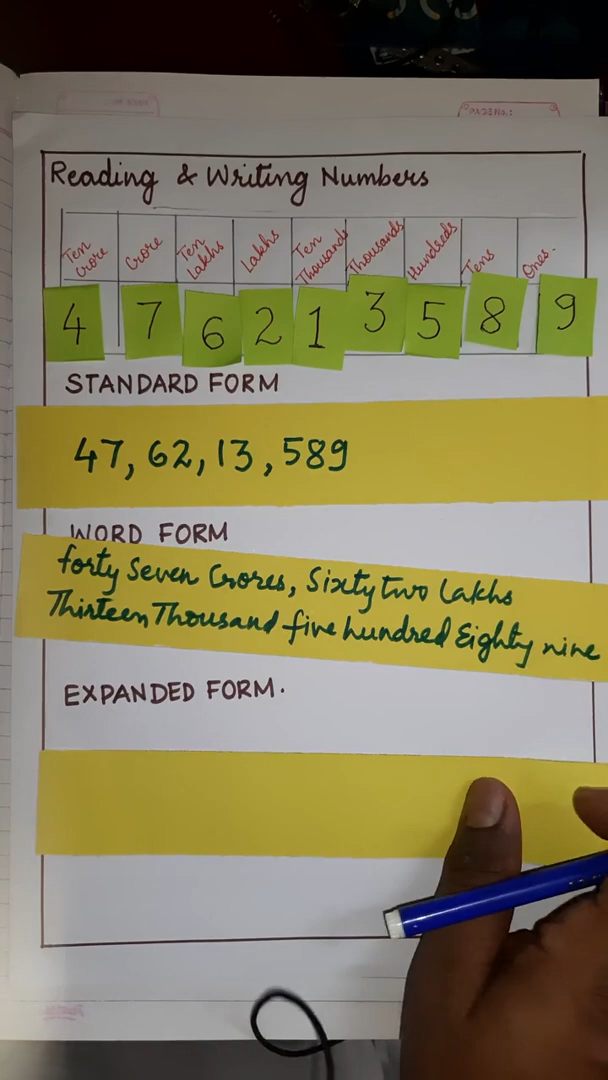 PAGE NO.:
Reading & Writing Numbers
Ten Crore Crore Ten Lakhs Lakhs Ten Thousands Thousands Hundreds Tens Ones.
4 7 6 2 1 3 5 8 9
STANDARD FORM
47, 62, 13, 589
WORD FORM
forty Seven Crores, Sixty two Lakhs
Thirteen Thousand five hundred Eighty nine
EXPANDED FORM.